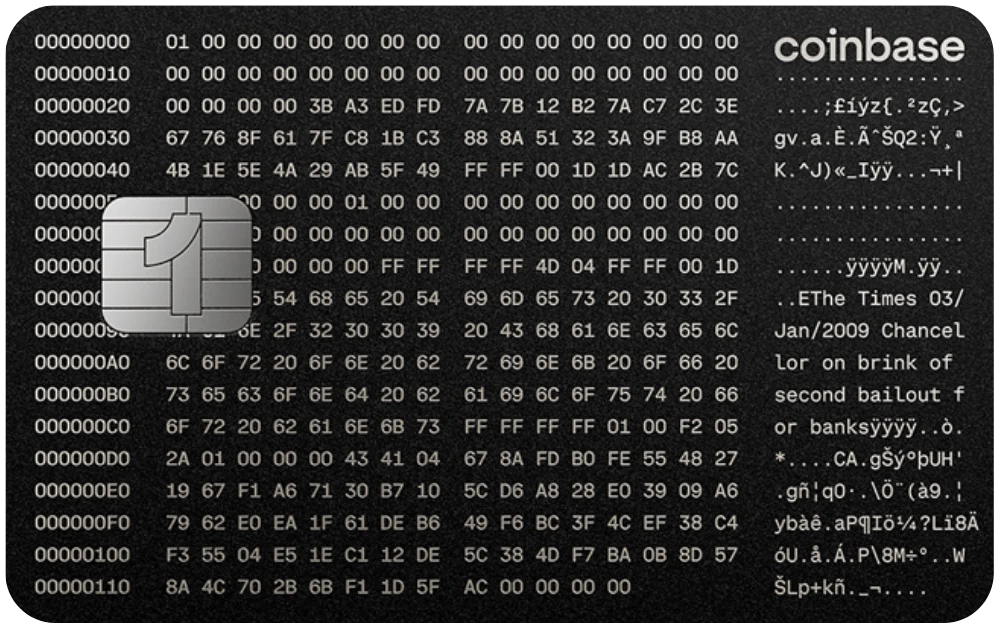 coinbase
00000000 01 00 00 00 00 00 00 00 00 00 00 00 00 00 00 00
00000010 00 00 00 00 00 00 00 00 00 00 00 00 00 00 00 00 ................
00000020 00 00 00 00 3B A3 ED FD 7A 7B 12 B2 7A C7 2C 3E ....;£íýz{.²zÇ,>
00000030 67 76 8F 61 7F C8 1B C3 88 8A 51 32 3A 9F B8 AA gv.a.È.ÈˆŠQ2:Ÿ¸ª
00000040 4B 1E 5E 4A 29 AB 5F 49 FF FF 00 1D 1D AC 2B 7C K.^J)«_Iÿÿ...¬+|
00 00 00 01 00 00 00 00 00 00 00 00 00 ................
00 00 00 00 00 00 00 00 00 00 00 00 00 ................
00 00 00 FF FF FF FF 4D 04 FF FF 00 1D ......ÿÿÿÿM.ÿÿ..
54 68 65 20 54 69 6D 65 73 20 30 33 2F ..EThe Times 03/
6E 2F 32 30 30 39 20 43 68 61 6E 63 65 6C Jan/2009 Chancel
000000A0 6C 6F 72 20 6F 6E 20 62 72 69 6E 6B 20 6F 66 20 lor on brink of
000000B0 73 65 63 6F 6E 64 20 62 61 69 6C 6F 75 74 20 66 second bailout f
000000C0 6F 72 20 62 61 6E 6B 73 FF FF FF FF 01 00 F2 05 or banksÿÿÿÿ..ò.
000000D0 2A 01 00 00 00 43 41 04 67 8A FD B0 FE 55 48 27 *....CA.gŠý°þUH'
000000E0 19 67 F1 A6 71 30 B7 10 5C D6 A8 28 E0 39 09 A6 .gñ¦q0·.\Ö¨(à9.¦
000000F0 79 62 E0 EA 1F 61 DE B6 49 F6 BC 3F 4C EF 38 C4 ybàê.aP¶Iö¼?Lï8Ä
00000100 F3 55 04 E5 1E C1 12 DE 5C 38 4D F7 BA 0B 8D 57 óU.å.Á.P\8M÷º..W
00000110 8A 4C 70 2B 6B F1 1D 5F AC 00 00 00 00 ŠLp+kñ._¬....